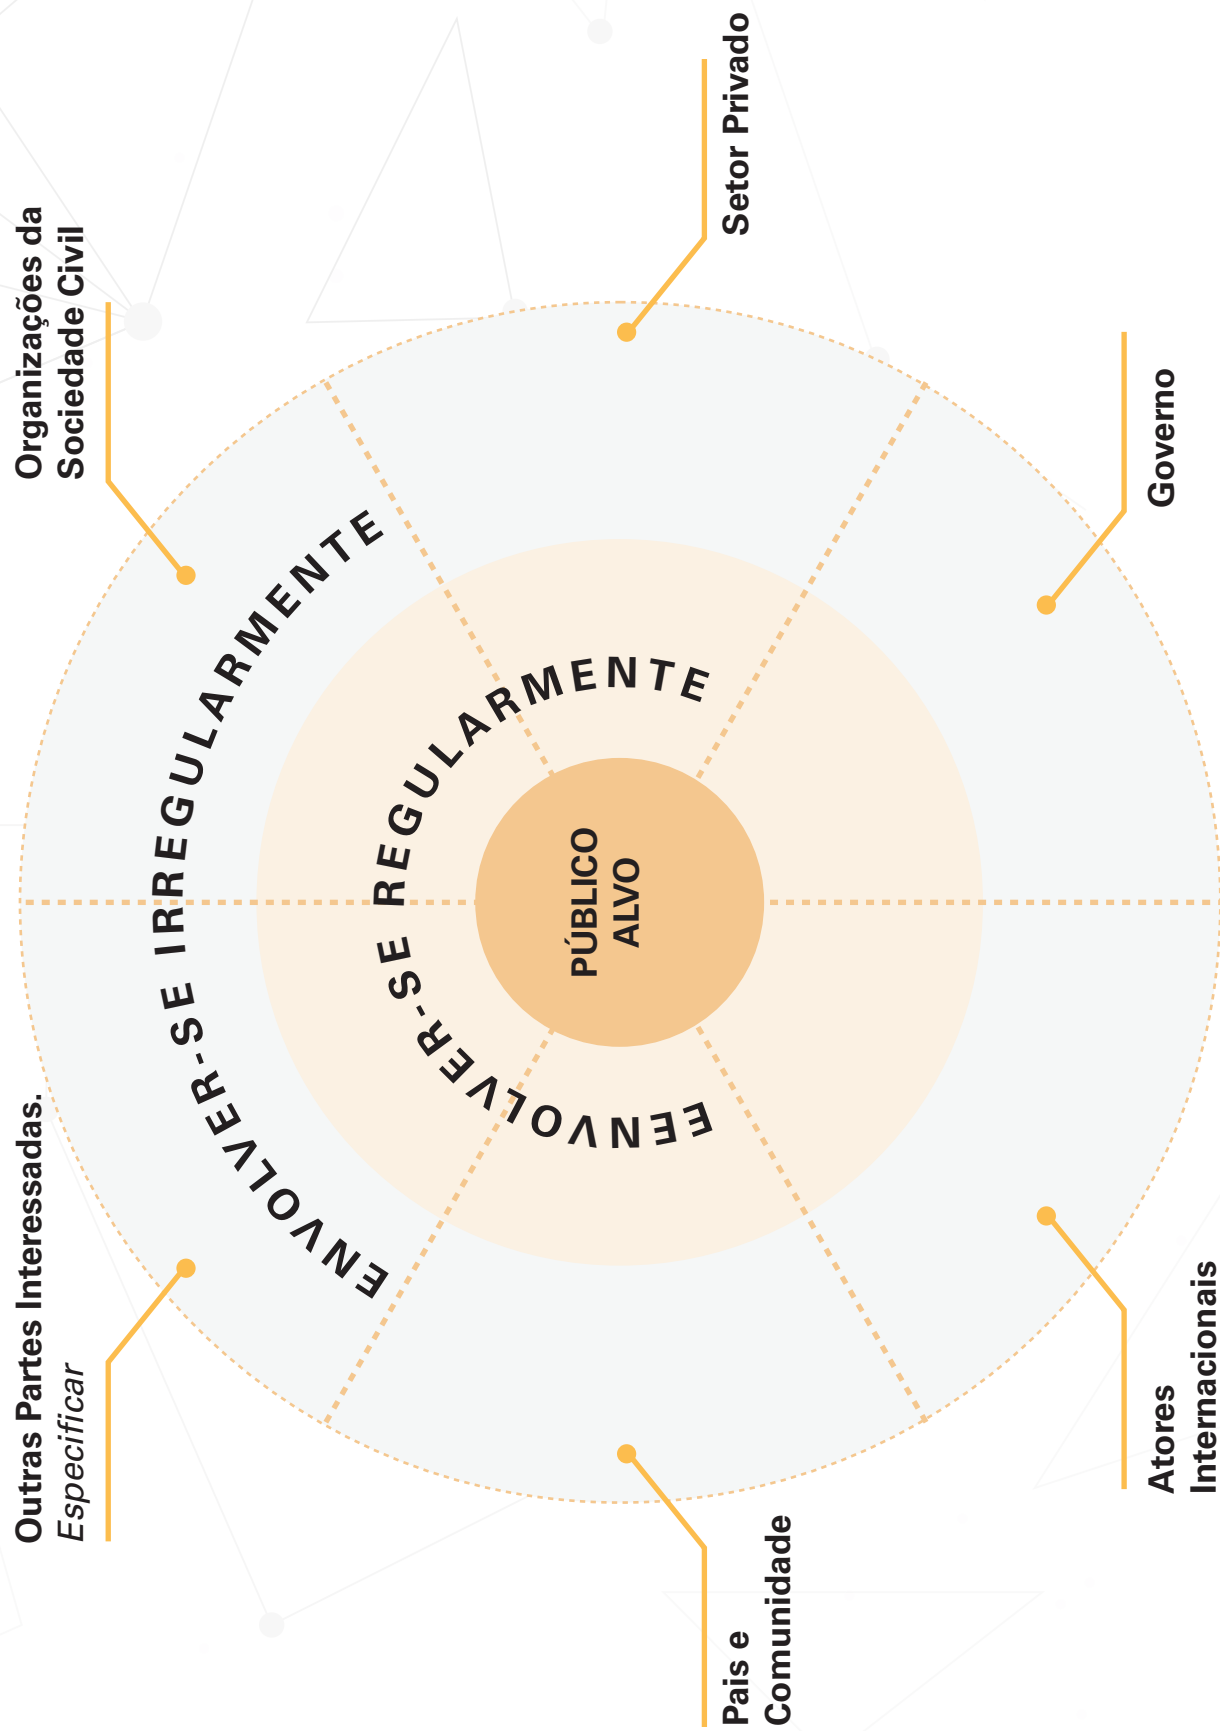 Outras Partes Interessadas.
Especificar
Organizações da
Sociedade Civil
ENVOLVER-SE IRREGULARMENTE
EENVOLVER-SE REGULARMENTE
PÚBLICO
ALVO
Pais e
Comunidade
Setor Privado
Atores
Internacionais
Governo